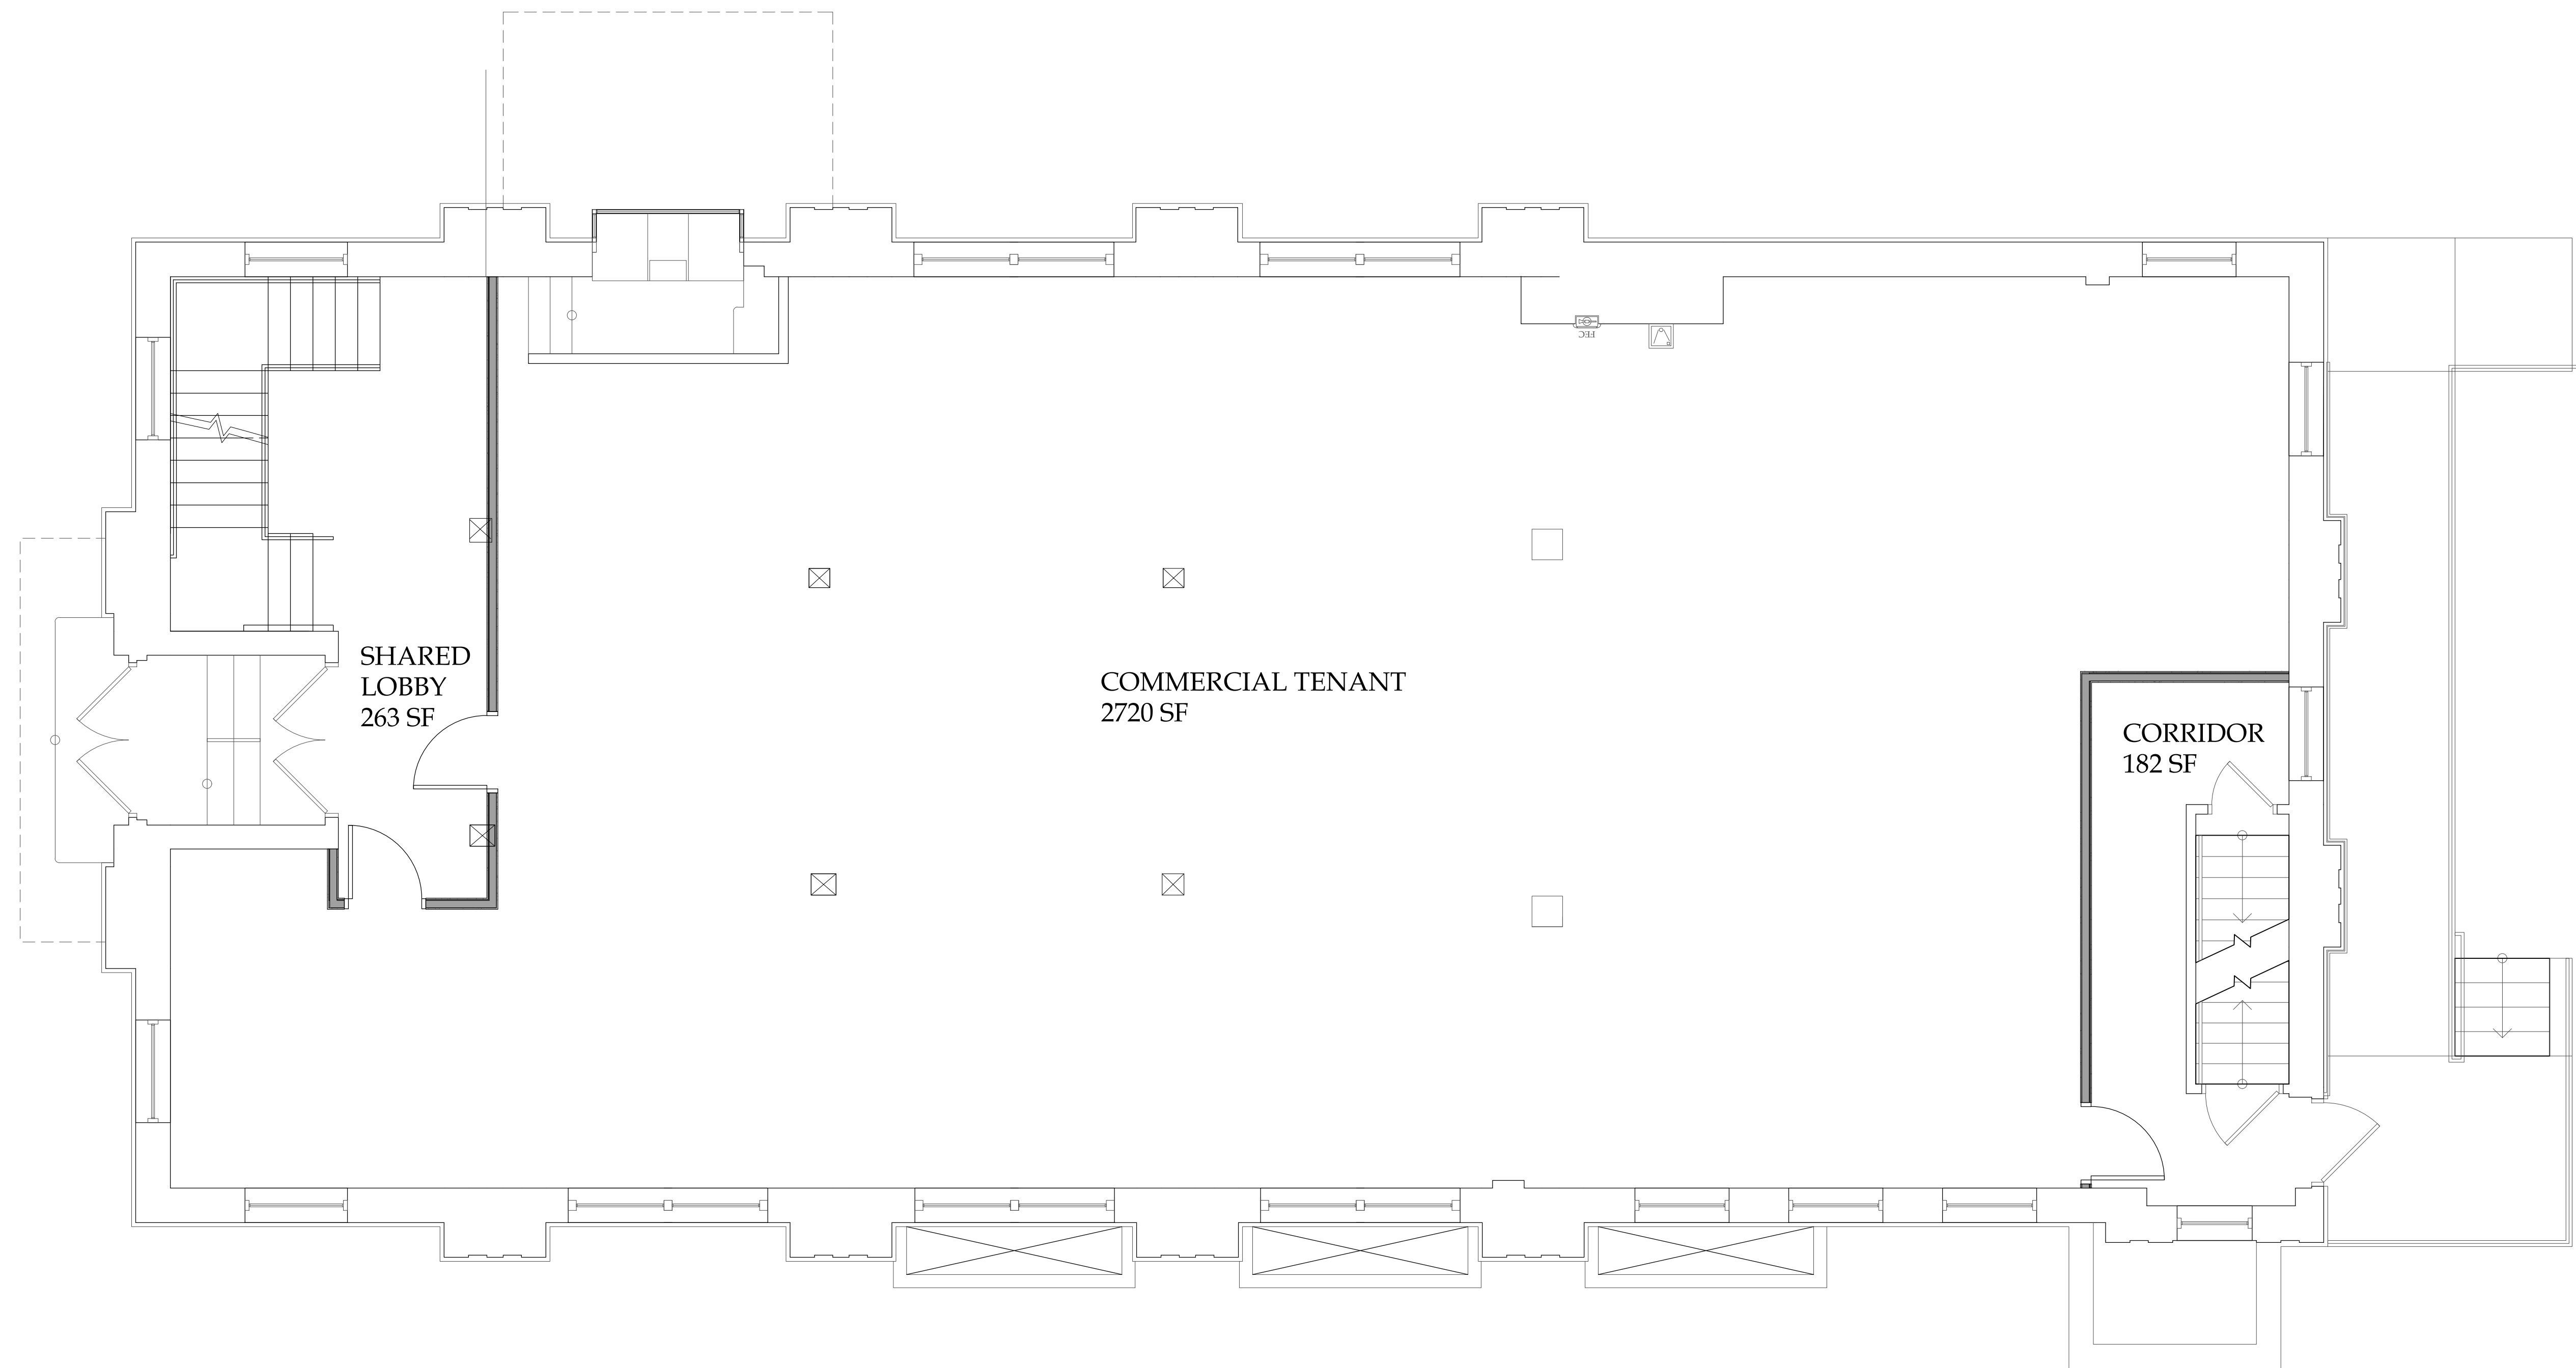 FEC
SHARED
LOBBY
263 SF
COMMERCIAL TENANT
2720 SF
CORRIDOR
182 SF